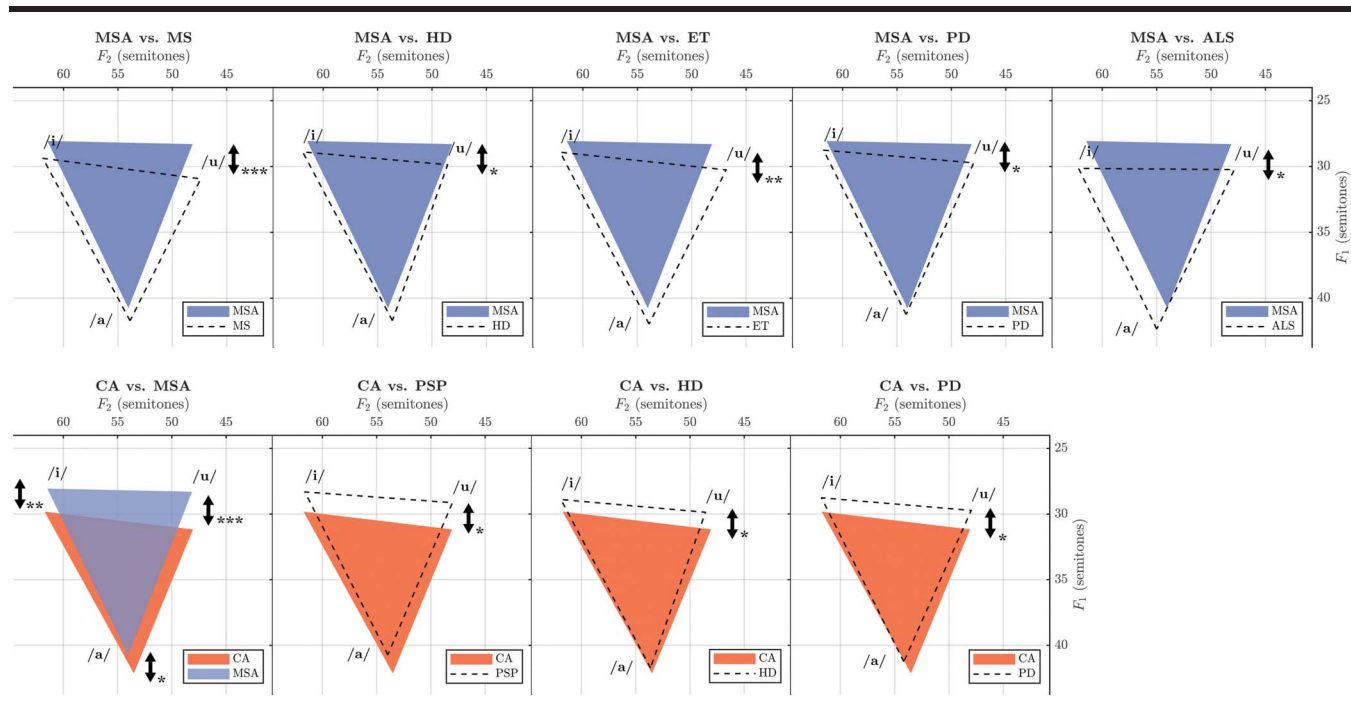 MSA vs. MS
F₂ (semitones)
60 55 50 45
/i/
/u/
***
/a/
MSA
MS
MSA vs. HD
F₂ (semitones)
60 55 50 45
/i/
/u/
*
/a/
MSA
HD
MSA vs. ET
F₂ (semitones)
60 55 50 45
/i/
/u/
**
/a/
MSA
ET
MSA vs. PD
F₂ (semitones)
60 55 50 45
/i/
/u/
*
/a/
MSA
PD
MSA vs. ALS
F₂ (semitones)
60 55 50 45
/i/
/u/
*
/a/
MSA
ALS
25
30
35
40
F₁ (semitones)
CA vs. MSA
F₂ (semitones)
60 55 50 45
/i/
/u/
**
***
/a/
*
CA
MSA
CA vs. PSP
F₂ (semitones)
60 55 50 45
/i/
/u/
*
/a/
CA
PSP
CA vs. HD
F₂ (semitones)
60 55 50 45
/i/
/u/
*
/a/
CA
HD
CA vs. PD
F₂ (semitones)
60 55 50 45
/i/
/u/
*
/a/
CA
PD
25
30
35
40
F₁ (semitones)